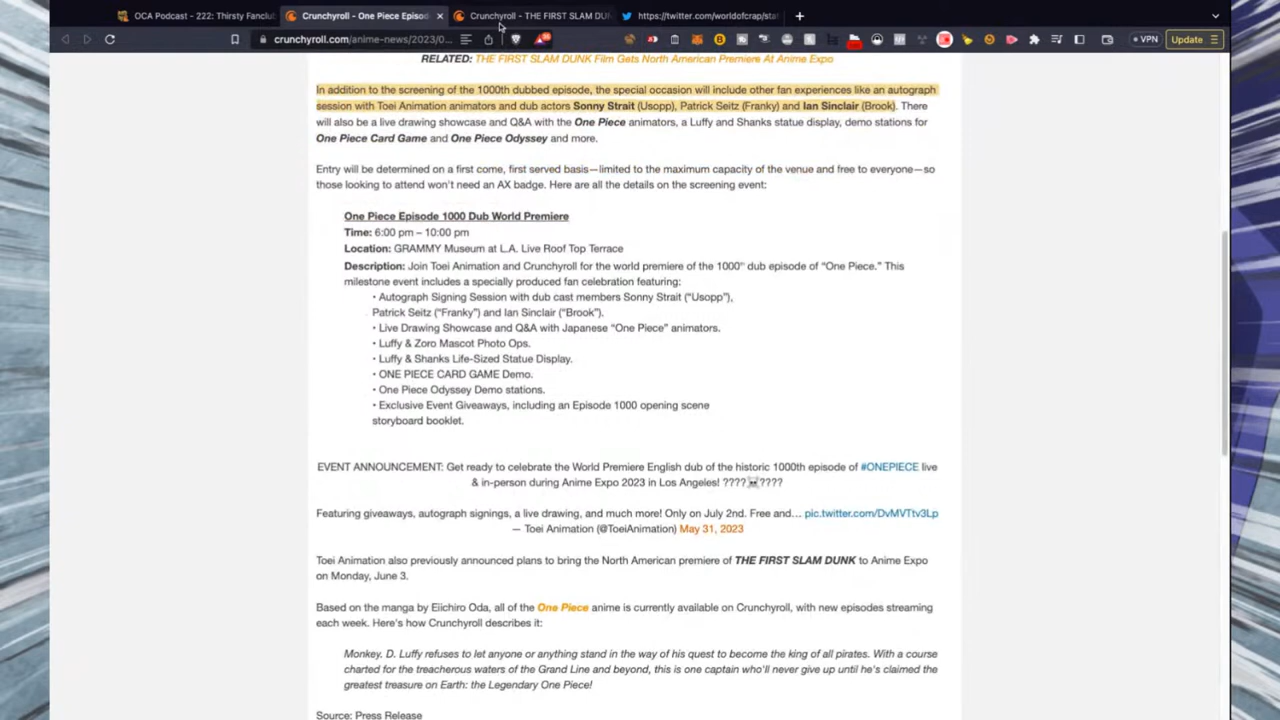 OCA Podcast - 222: Thirsty Fanclub
Crunchyroll - One Piece Episod
Crunchyroll - THE FIRST SLAM DUN
https://twitter.com/worldofcrap/sta
crunchyroll.com/anime-news/2023/0...
VPN
Update
RELATED: THE FIRST SLAM DUNK Film Gets North American Premiere At Anime Expo
In addition to the screening of the 1000th dubbed episode, the special occasion will include other fan experiences like an autograph
session with Toei Animation animators and dub actors Sonny Strait (Usopp), Patrick Seitz (Franky) and Ian Sinclair (Brook). There
will also be a live drawing showcase and Q&A with the One Piece animators, a Luffy and Shanks statue display, demo stations for
One Piece Card Game and One Piece Odyssey and more.
Entry will be determined on a first come, first served basis—limited to the maximum capacity of the venue and free to everyone—so
those looking to attend won't need an AX badge. Here are all the details on the screening event:
One Piece Episode 1000 Dub World Premiere
Time: 6:00 pm – 10:00 pm
Location: GRAMMY Museum at L.A. Live Roof Top Terrace
Description: Join Toei Animation and Crunchyroll for the world premiere of the 1000th dub episode of “One Piece.” This
milestone event includes a specially produced fan celebration featuring:
• Autograph Signing Session with dub cast members Sonny Strait (“Usopp”),
Patrick Seitz (“Franky”) and Ian Sinclair (“Brook”).
• Live Drawing Showcase and Q&A with Japanese “One Piece” animators.
• Luffy & Zoro Mascot Photo Ops.
• Luffy & Shanks Life-Sized Statue Display.
• ONE PIECE CARD GAME Demo.
• One Piece Odyssey Demo stations.
• Exclusive Event Giveaways, including an Episode 1000 opening scene
storyboard booklet.
EVENT ANNOUNCEMENT: Get ready to celebrate the World Premiere English dub of the historic 1000th episode of #ONEPIECE live
& in-person during Anime Expo 2023 in Los Angeles! ????☠️????
Featuring giveaways, autograph signings, a live drawing, and much more! Only on July 2nd. Free and… pic.twitter.com/DvMVTtv3Lp
— Toei Animation (@ToeiAnimation) May 31, 2023
Toei Animation also previously announced plans to bring the North American premiere of THE FIRST SLAM DUNK to Anime Expo
on Monday, June 3.
Based on the manga by Eiichiro Oda, all of the One Piece anime is currently available on Crunchyroll, with new episodes streaming
each week. Here's how Crunchyroll describes it:
Monkey. D. Luffy refuses to let anyone or anything stand in the way of his quest to become the king of all pirates. With a course
charted for the treacherous waters of the Grand Line and beyond, this is one captain who'll never give up until he's claimed the
greatest treasure on Earth: the Legendary One Piece!
Source: Press Release